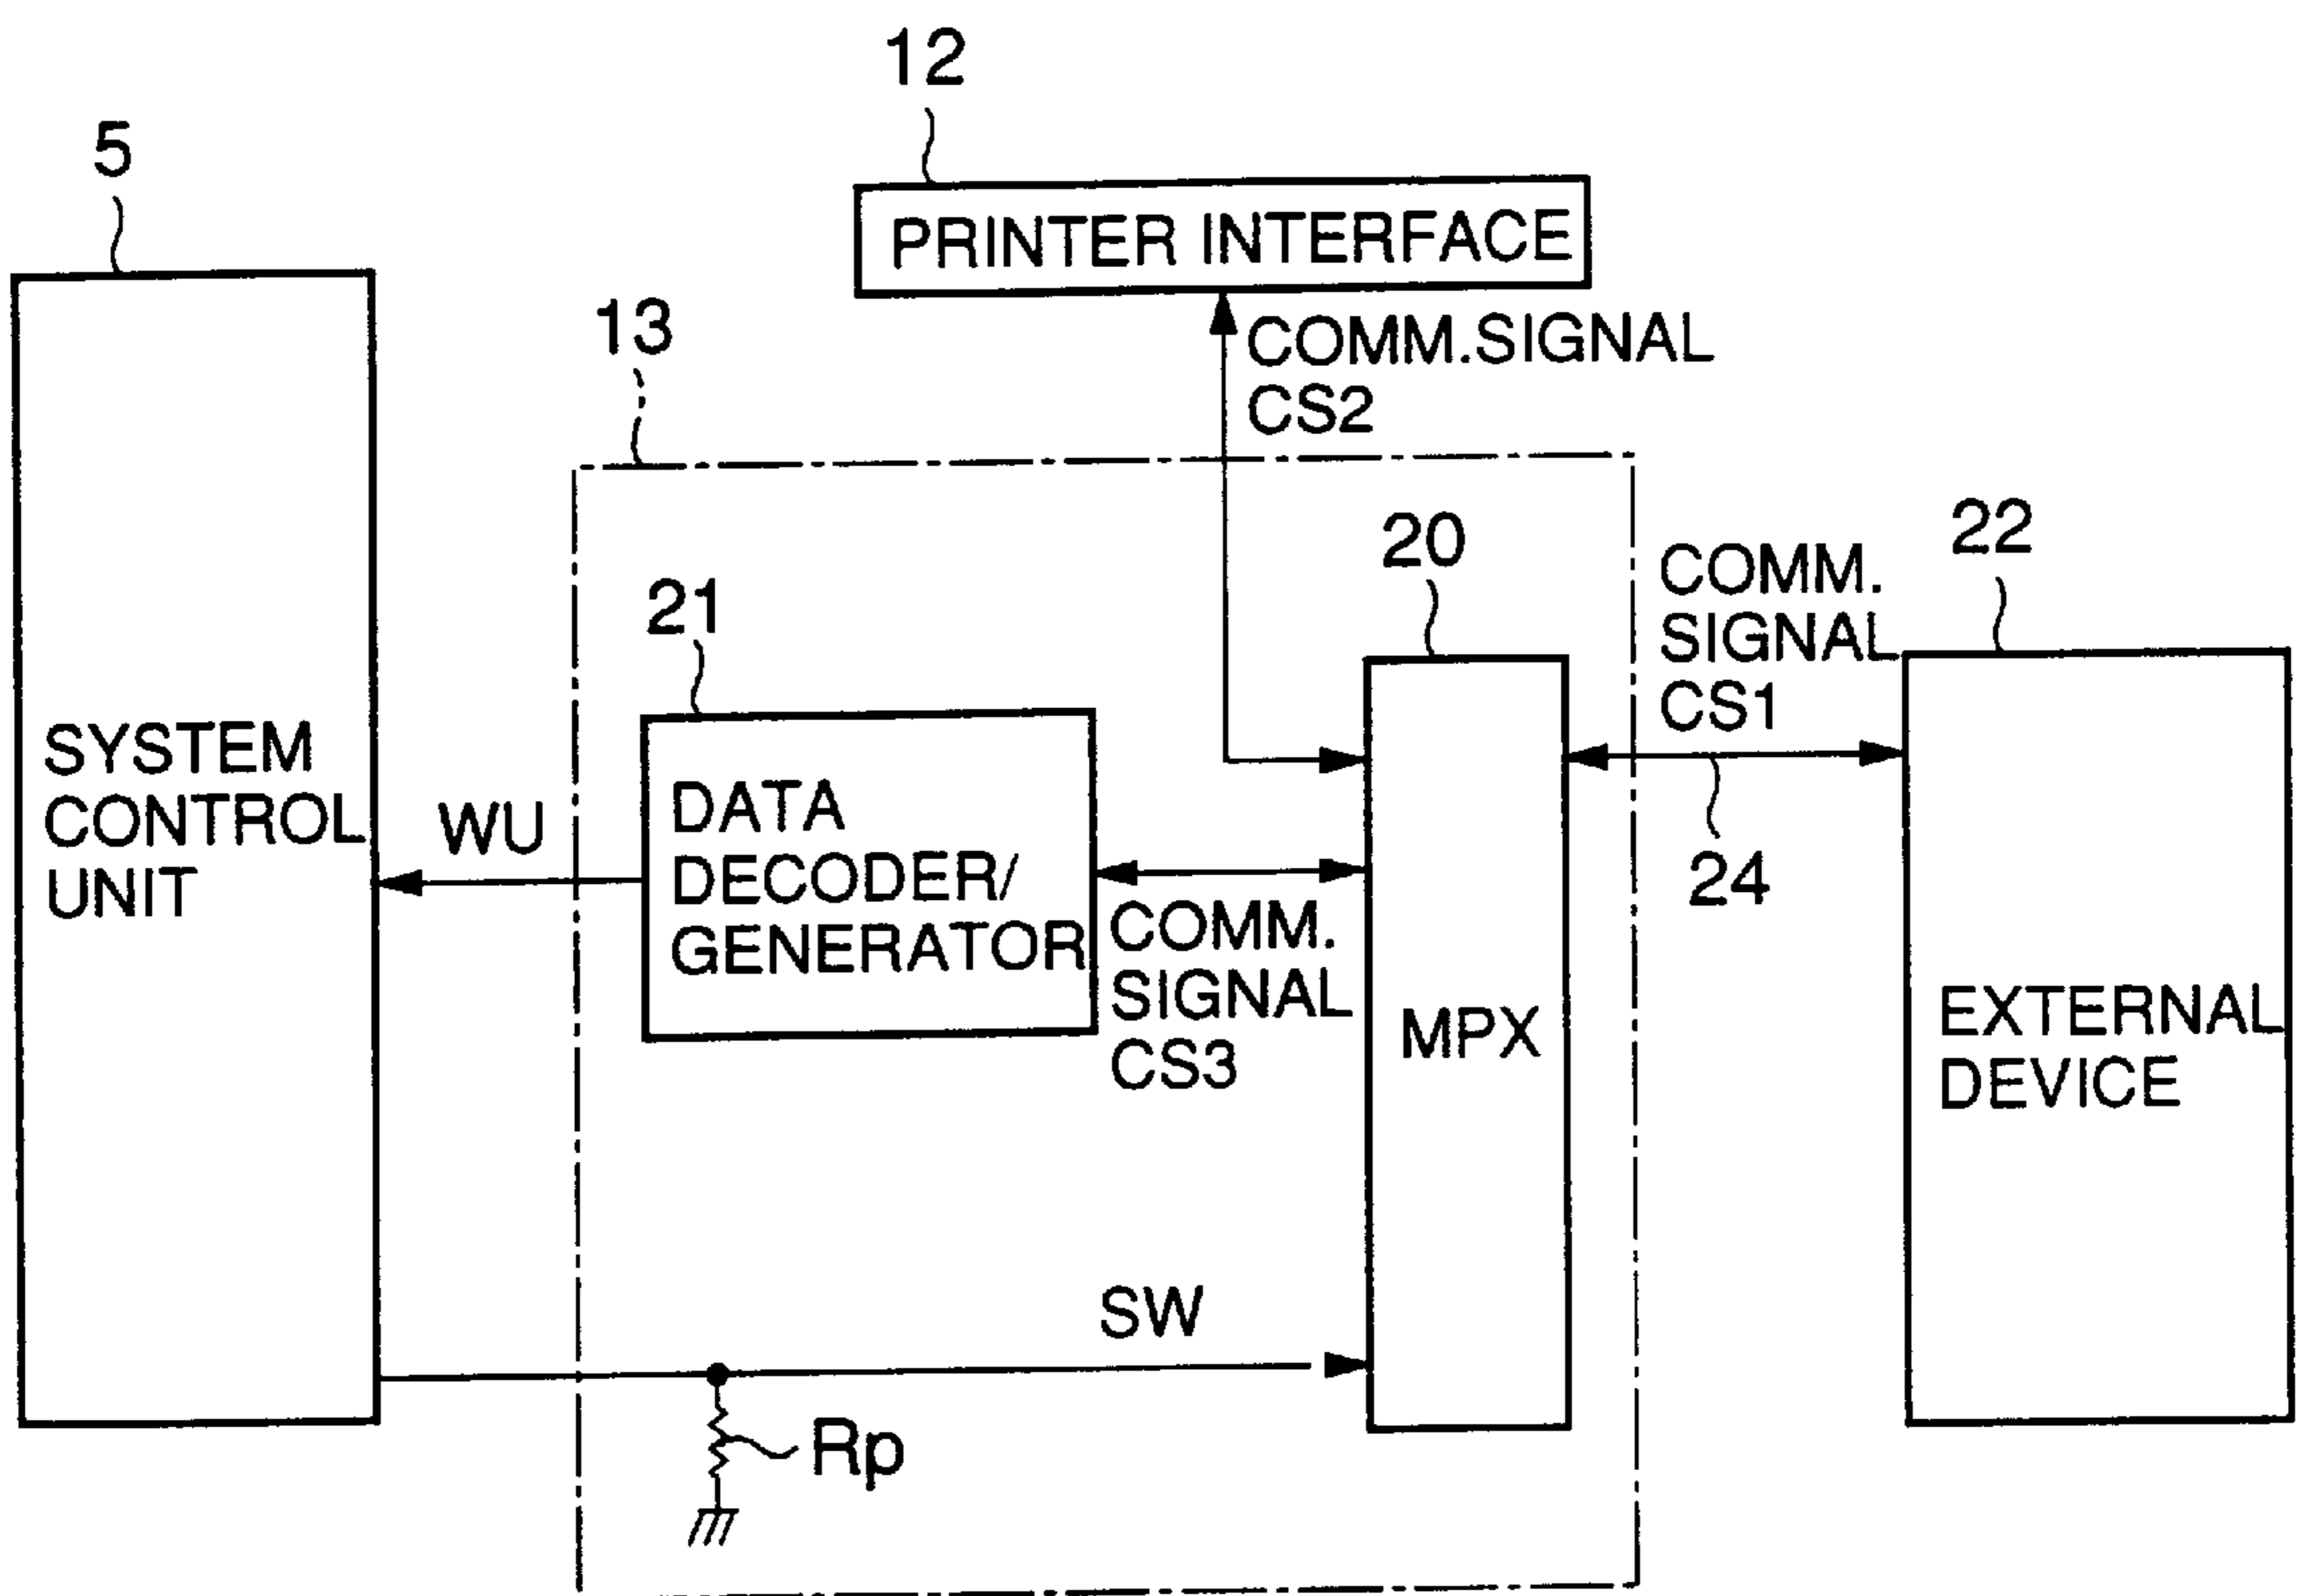 12
5
PRINTER INTERFACE
13
COMM.SIGNAL
CS2
20
22
COMM.
SIGNAL
CS1
21
SYSTEM
CONTROL
UNIT
WU
DATA
DECODER/
GENERATOR
COMM.
SIGNAL
CS3
24
MPX
EXTERNAL
DEVICE
SW
Rp